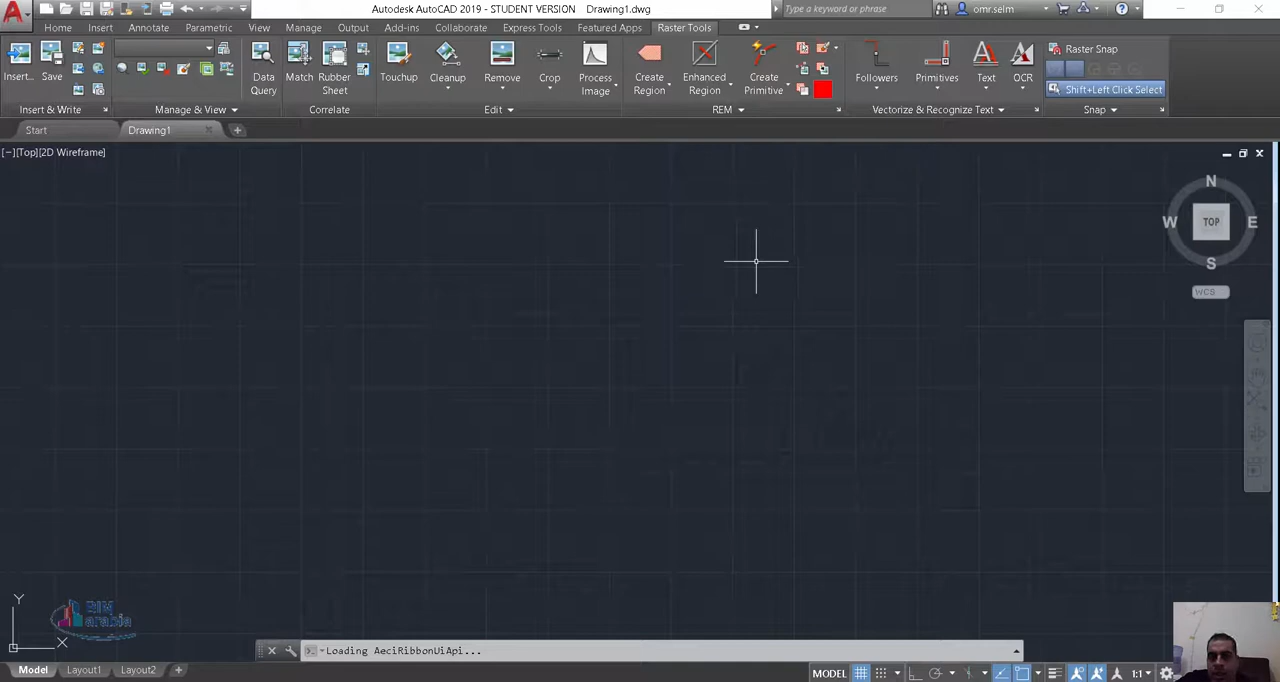 Autodesk AutoCAD 2019 - STUDENT VERSION Drawing1.dwg
Type a keyword or phrase
omr.selm
Home Insert Annotate Parametric View Manage Output Add-ins Collaborate Express Tools Featured Apps Raster Tools
Insert... Save
Data Query
Match
Rubber Sheet
Touchup
Cleanup
Remove
Crop
Process Image
Create Region
Enhanced Region
Create Primitive
Followers
Primitives
Text
OCR
Raster Snap
Shift+Left Click Select
Insert & Write Manage & View Correlate Edit REM Vectorize & Recognize Text Snap
Start Drawing1
[−][Top][2D Wireframe]
N
W TOP E
S
WCS
Y
X
BIM
arabia
Loading AeciRibbonUiApi...
Model Layout1 Layout2
MODEL 1:1